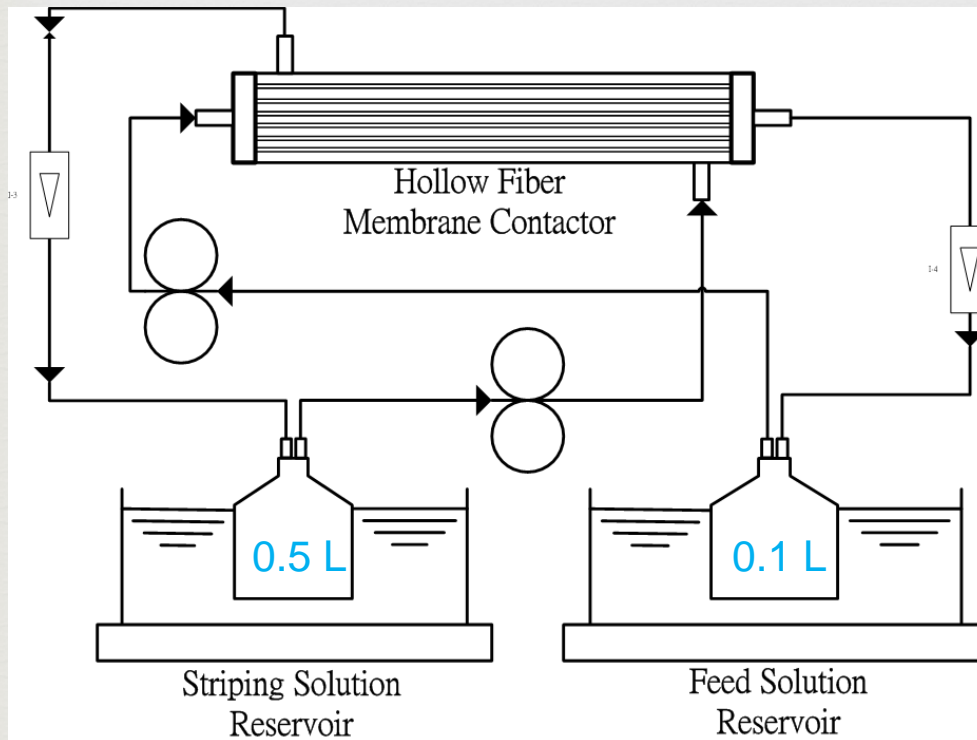 Hollow Fiber
Membrane Contactor
I-3
I-4
0.5 L
0.1 L
Striping Solution
Reservoir
Feed Solution
Reservoir